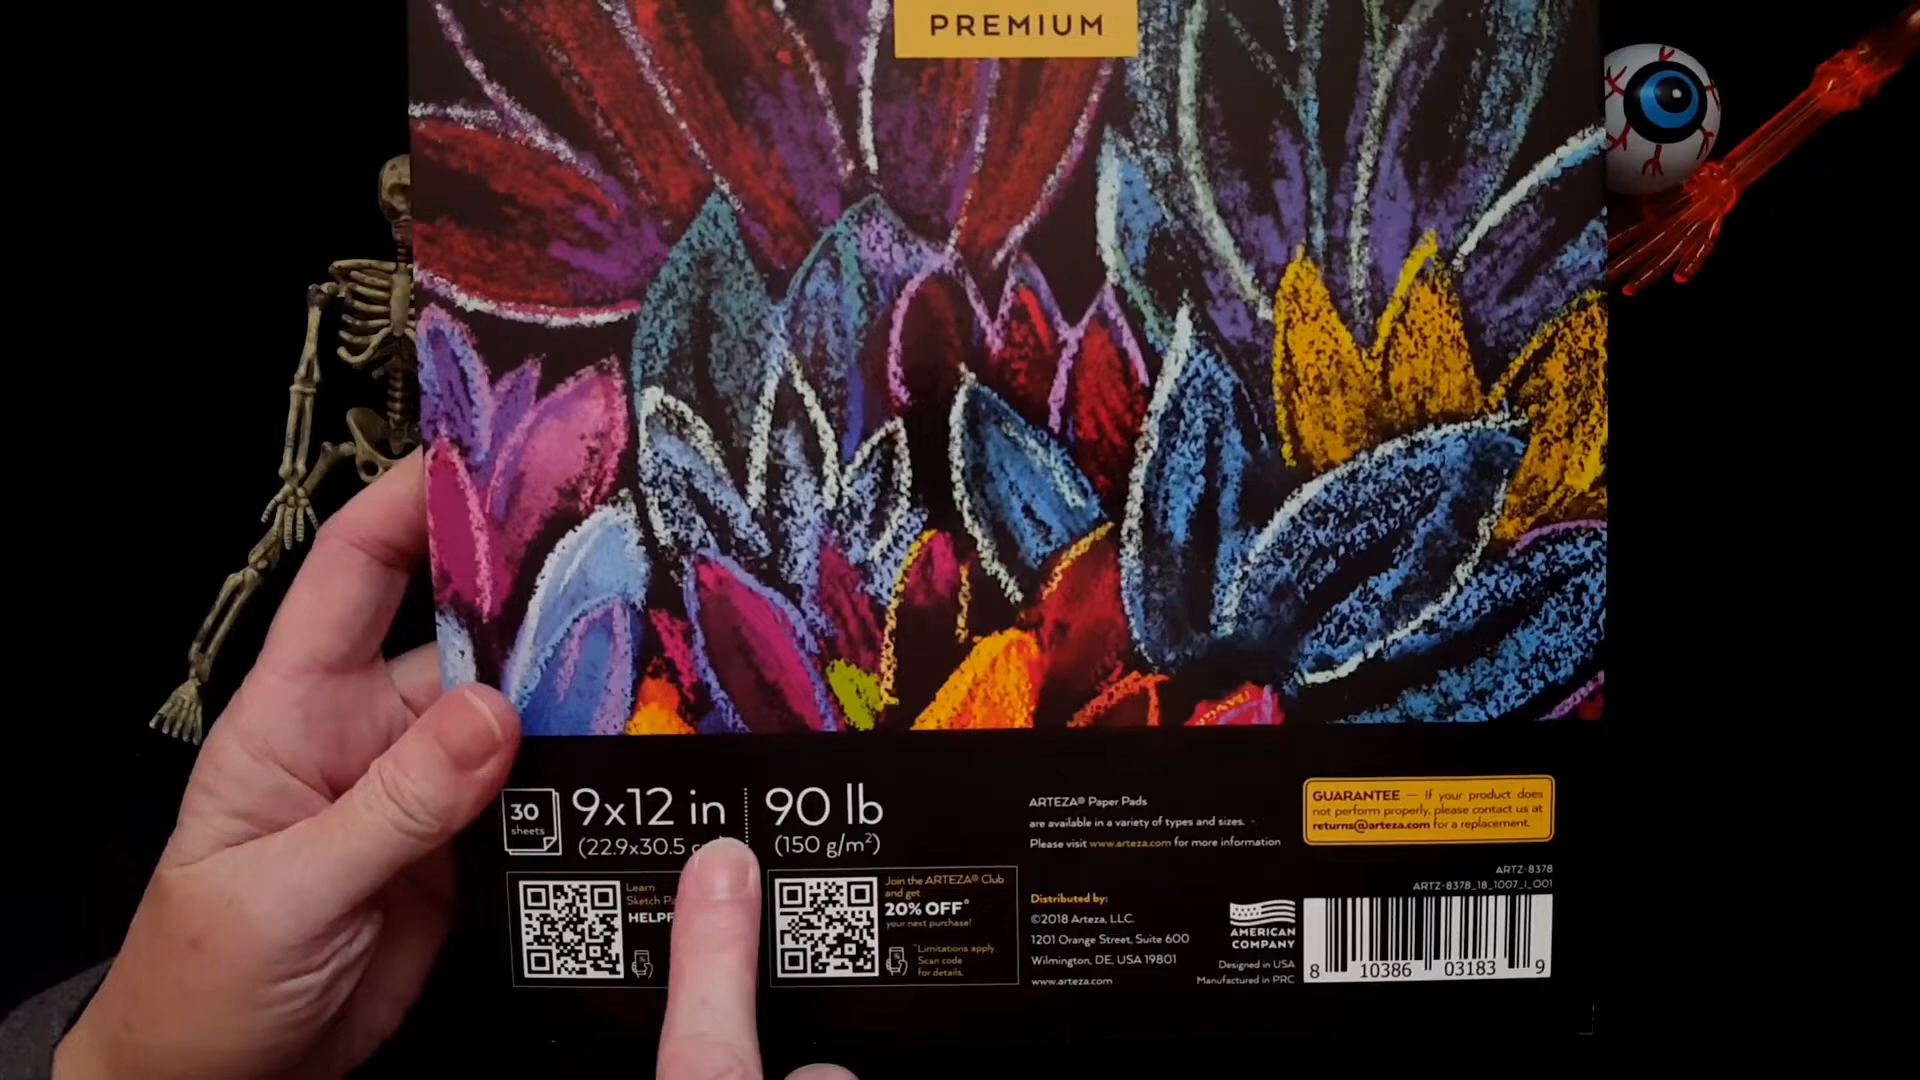 PREMIUM
30
sheets
9x12 in
(22.9x30.5
90 lb
(150 g/m²)
Learn
Sketch
Join the ARTEZA® Club
and get
20% OFF*
your next purchase!
*Limitations apply.
Scan code
for details.
ARTEZA® Paper Pads
are available in a variety of types and sizes.
Please visit www.arteza.com for more information
Distributed by:
©2018 Arteza, LLC.
1201 Orange Street, Suite 600
Wilmington, DE, USA 19801
www.arteza.com
GUARANTEE — If your product does
not perform properly, please contact us at
returns@arteza.com for a replacement.
ARTZ-8378
ARTZ-8378_18_1007_I_001
AMERICAN
COMPANY
Designed in USA
Manufactured in PRC
8 10386 03183 9